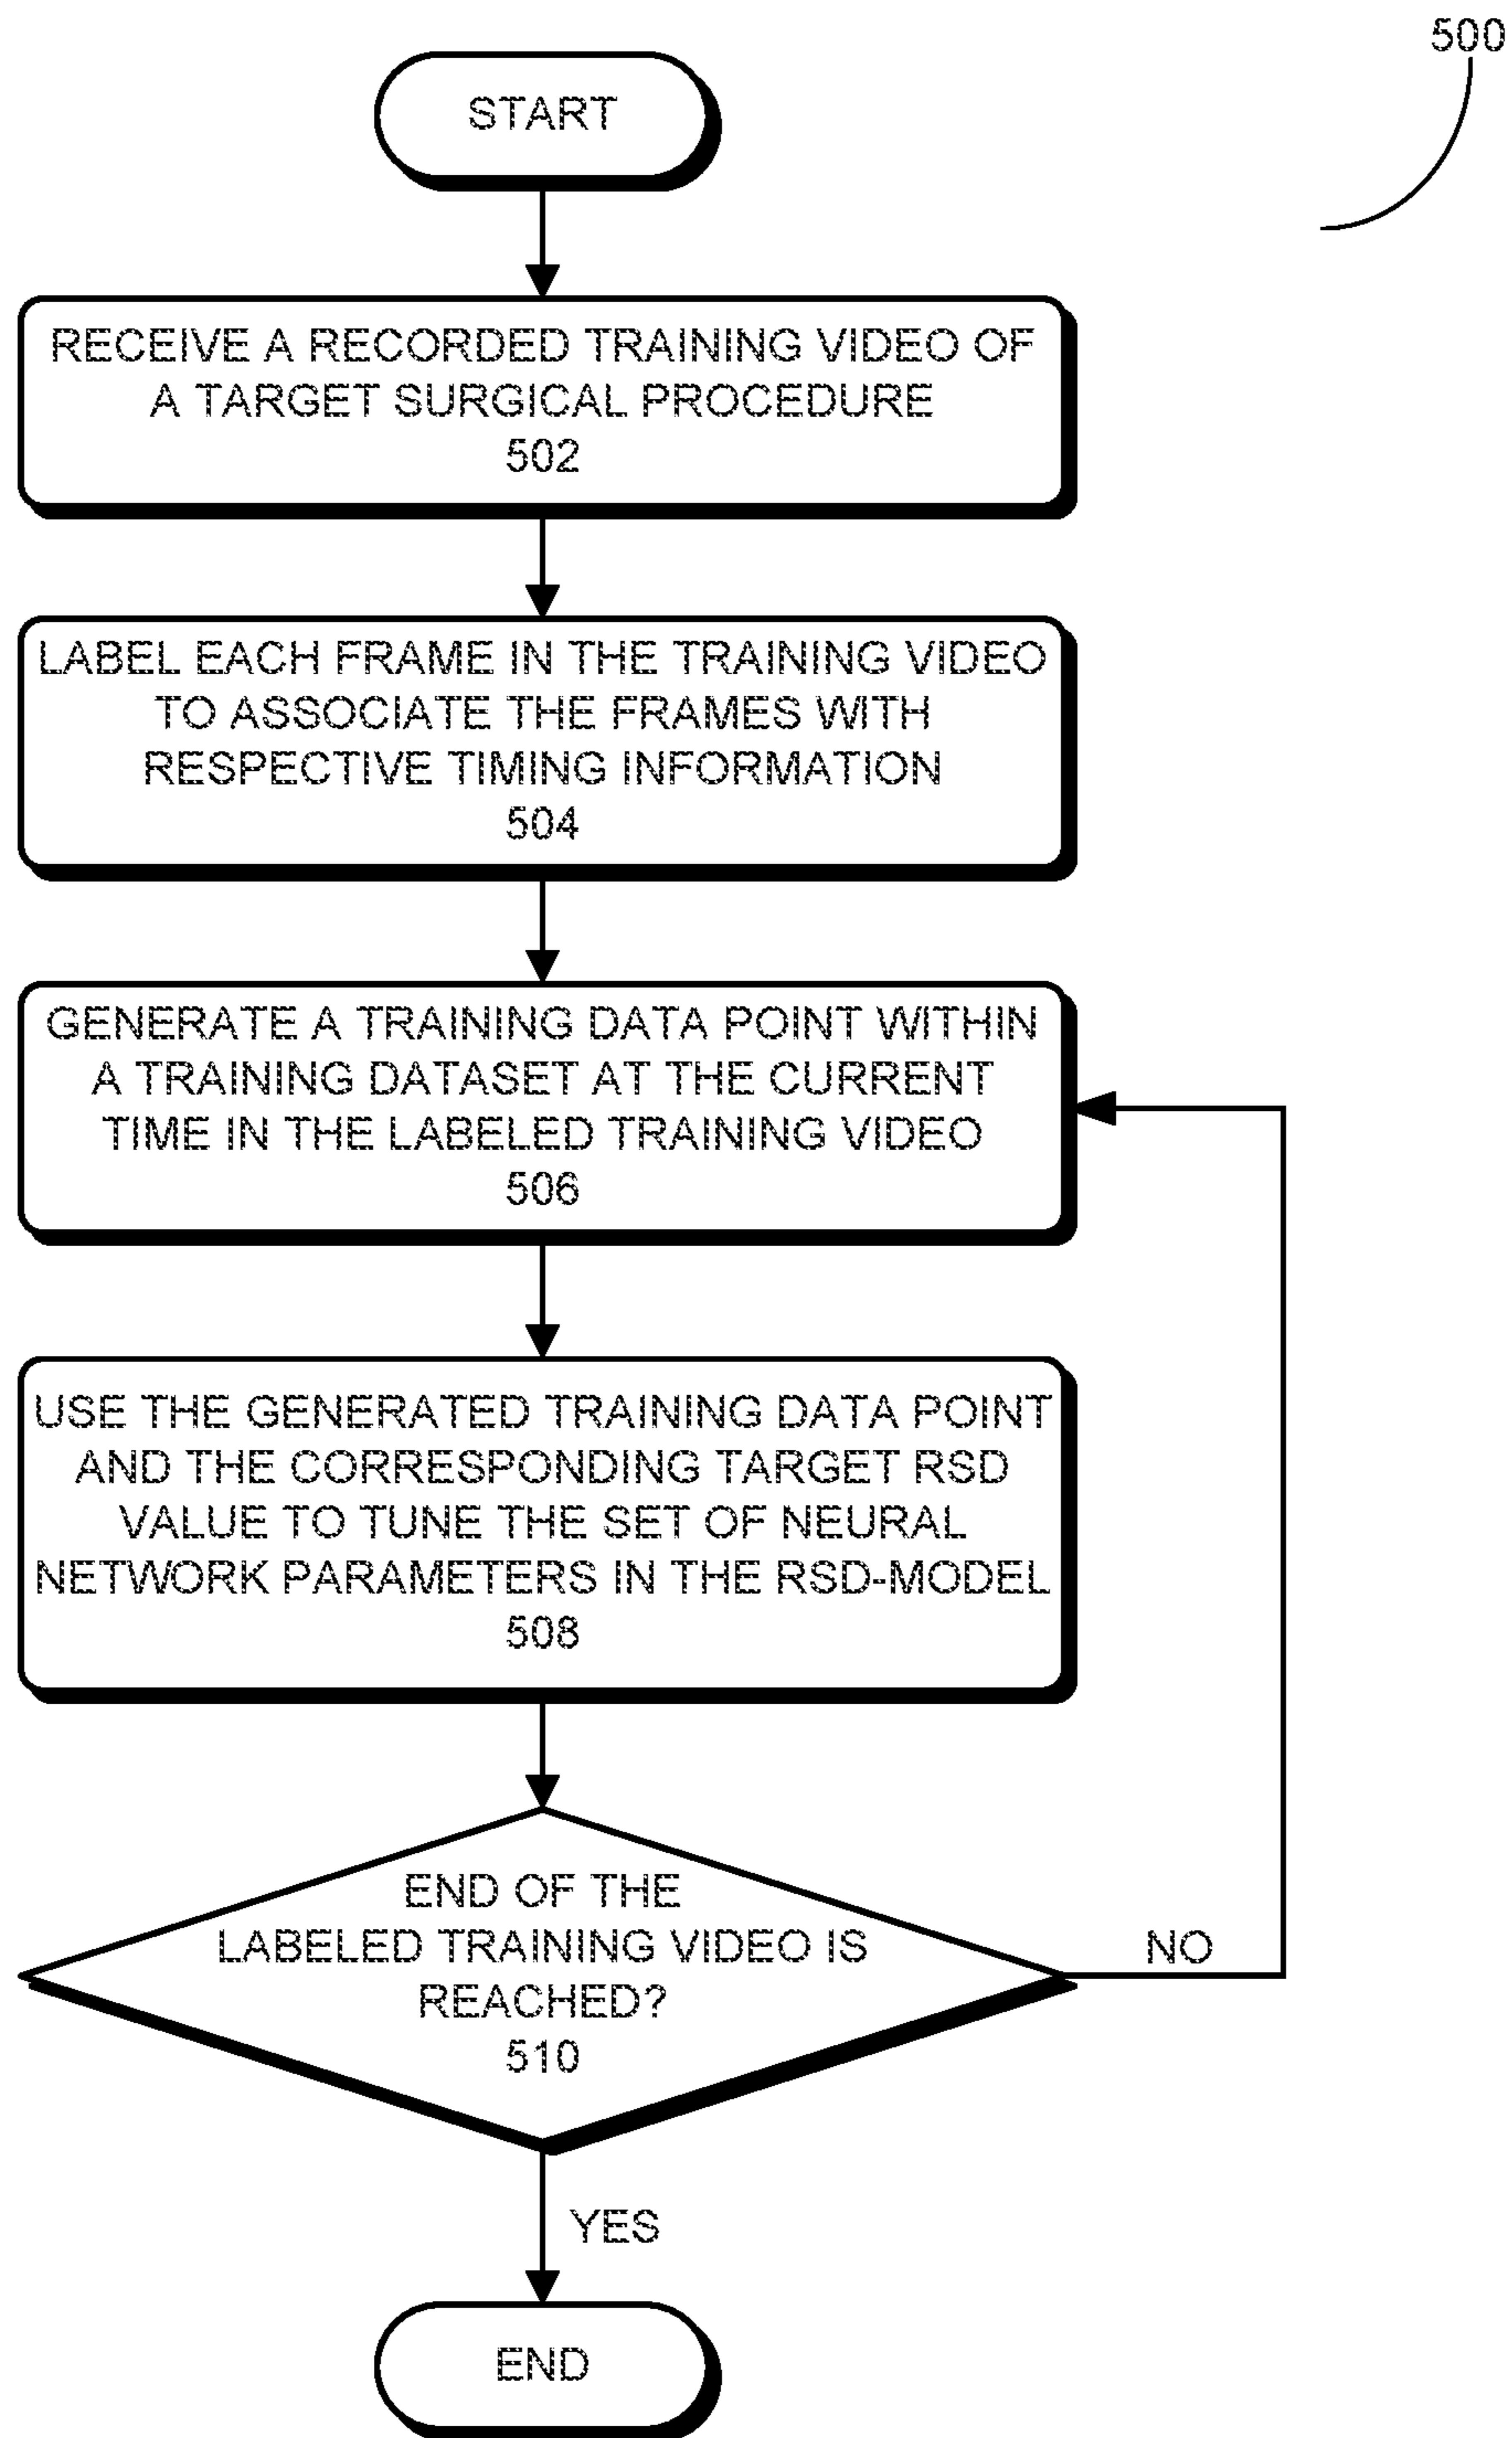 500
START
RECEIVE A RECORDED TRAINING VIDEO OF
A TARGET SURGICAL PROCEDURE
502
LABEL EACH FRAME IN THE TRAINING VIDEO
TO ASSOCIATE THE FRAMES WITH
RESPECTIVE TIMING INFORMATION
504
GENERATE A TRAINING DATA POINT WITHIN
A TRAINING DATASET AT THE CURRENT
TIME IN THE LABELED TRAINING VIDEO
506
USE THE GENERATED TRAINING DATA POINT
AND THE CORRESPONDING TARGET RSD
VALUE TO TUNE THE SET OF NEURAL
NETWORK PARAMETERS IN THE RSD-MODEL
508
END OF THE
LABELED TRAINING VIDEO IS
REACHED?
510
NO
YES
END